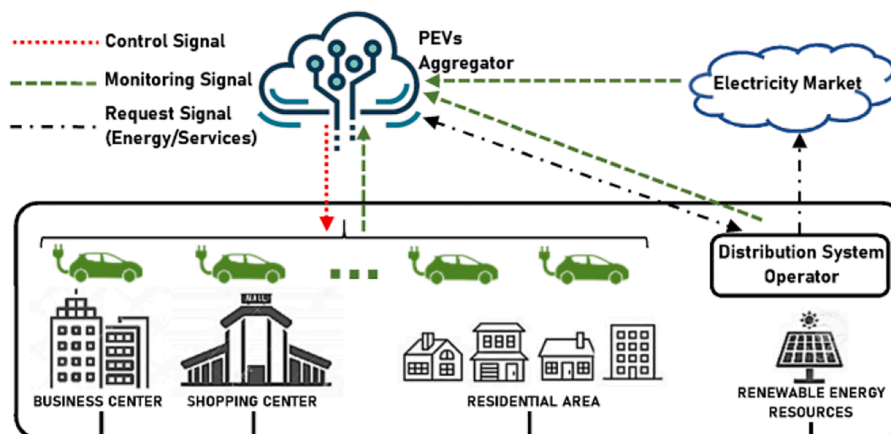 Control Signal
PEVs
Aggregator
Monitoring Signal
Electricity Market
Request Signal
(Energy/Services)
Distribution System
Operator
MALL
BUSINESS CENTER
SHOPPING CENTER
RESIDENTIAL AREA
RENEWABLE ENERGY
RESOURCES